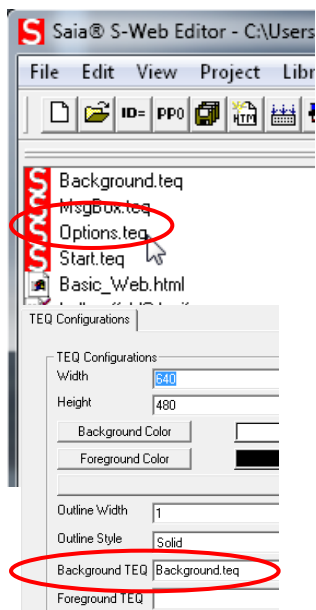 S Saia® S-Web Editor - C:\Users
File Edit View Project Libr
ID= PPO HTM
S Background.teq
S MsgBox.teq
S Options.teq
S Start.teq
Basic_Web.html
TEQ Configurations
TEQ Configurations
Width 640
Height 480
Background Color
Foreground Color
Outline Width 1
Outline Style Solid
Background TEQ Background.teq
Foreground TEQ